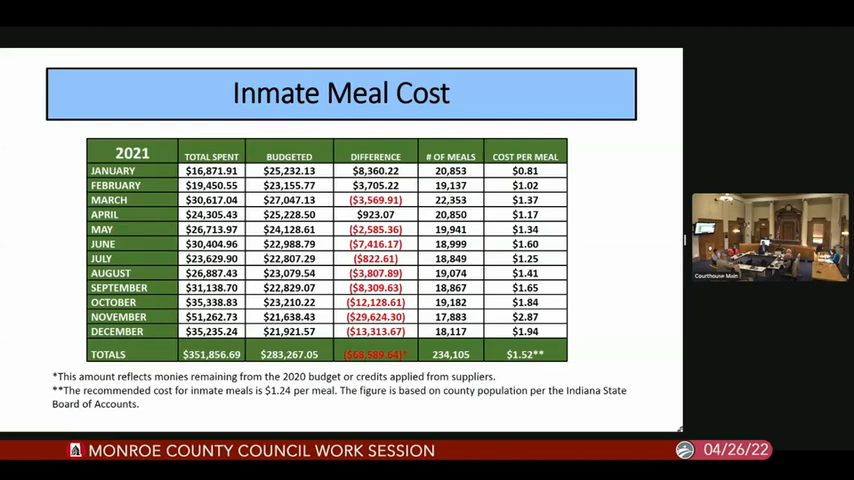 Inmate Meal Cost
2021 TOTAL SPENT BUDGETED DIFFERENCE # OF MEALS COST PER MEAL
JANUARY $16,871.91 $25,232.13 $8,360.22 20,853 $0.81
FEBRUARY $19,450.55 $23,155.77 $3,705.22 19,137 $1.02
MARCH $30,617.04 $27,047.13 ($3,569.91) 22,353 $1.37
APRIL $24,305.43 $25,228.50 $923.07 20,850 $1.17
MAY $26,713.97 $24,128.61 ($2,585.36) 19,941 $1.34
JUNE $30,404.96 $22,988.79 ($7,416.17) 18,999 $1.60
JULY $23,629.90 $22,807.29 ($822.61) 18,849 $1.25
AUGUST $26,887.43 $23,079.54 ($3,807.89) 19,074 $1.41
SEPTEMBER $31,138.70 $22,829.07 ($8,309.63) 18,867 $1.65
OCTOBER $35,338.83 $23,210.22 ($12,128.61) 19,182 $1.84
NOVEMBER $51,262.73 $21,638.43 ($29,624.30) 17,883 $2.87
DECEMBER $35,235.24 $21,921.57 ($13,313.67) 18,117 $1.94
TOTALS $351,856.69 $283,267.05 ($68,589.64)* 234,105 $1.52**
*This amount reflects monies remaining from the 2020 budget or credits applied from suppliers.
**The recommended cost for inmate meals is $1.24 per meal. The figure is based on county population per the Indiana State
Board of Accounts.
Courthouse Main
MONROE COUNTY COUNCIL WORK SESSION 04/26/22